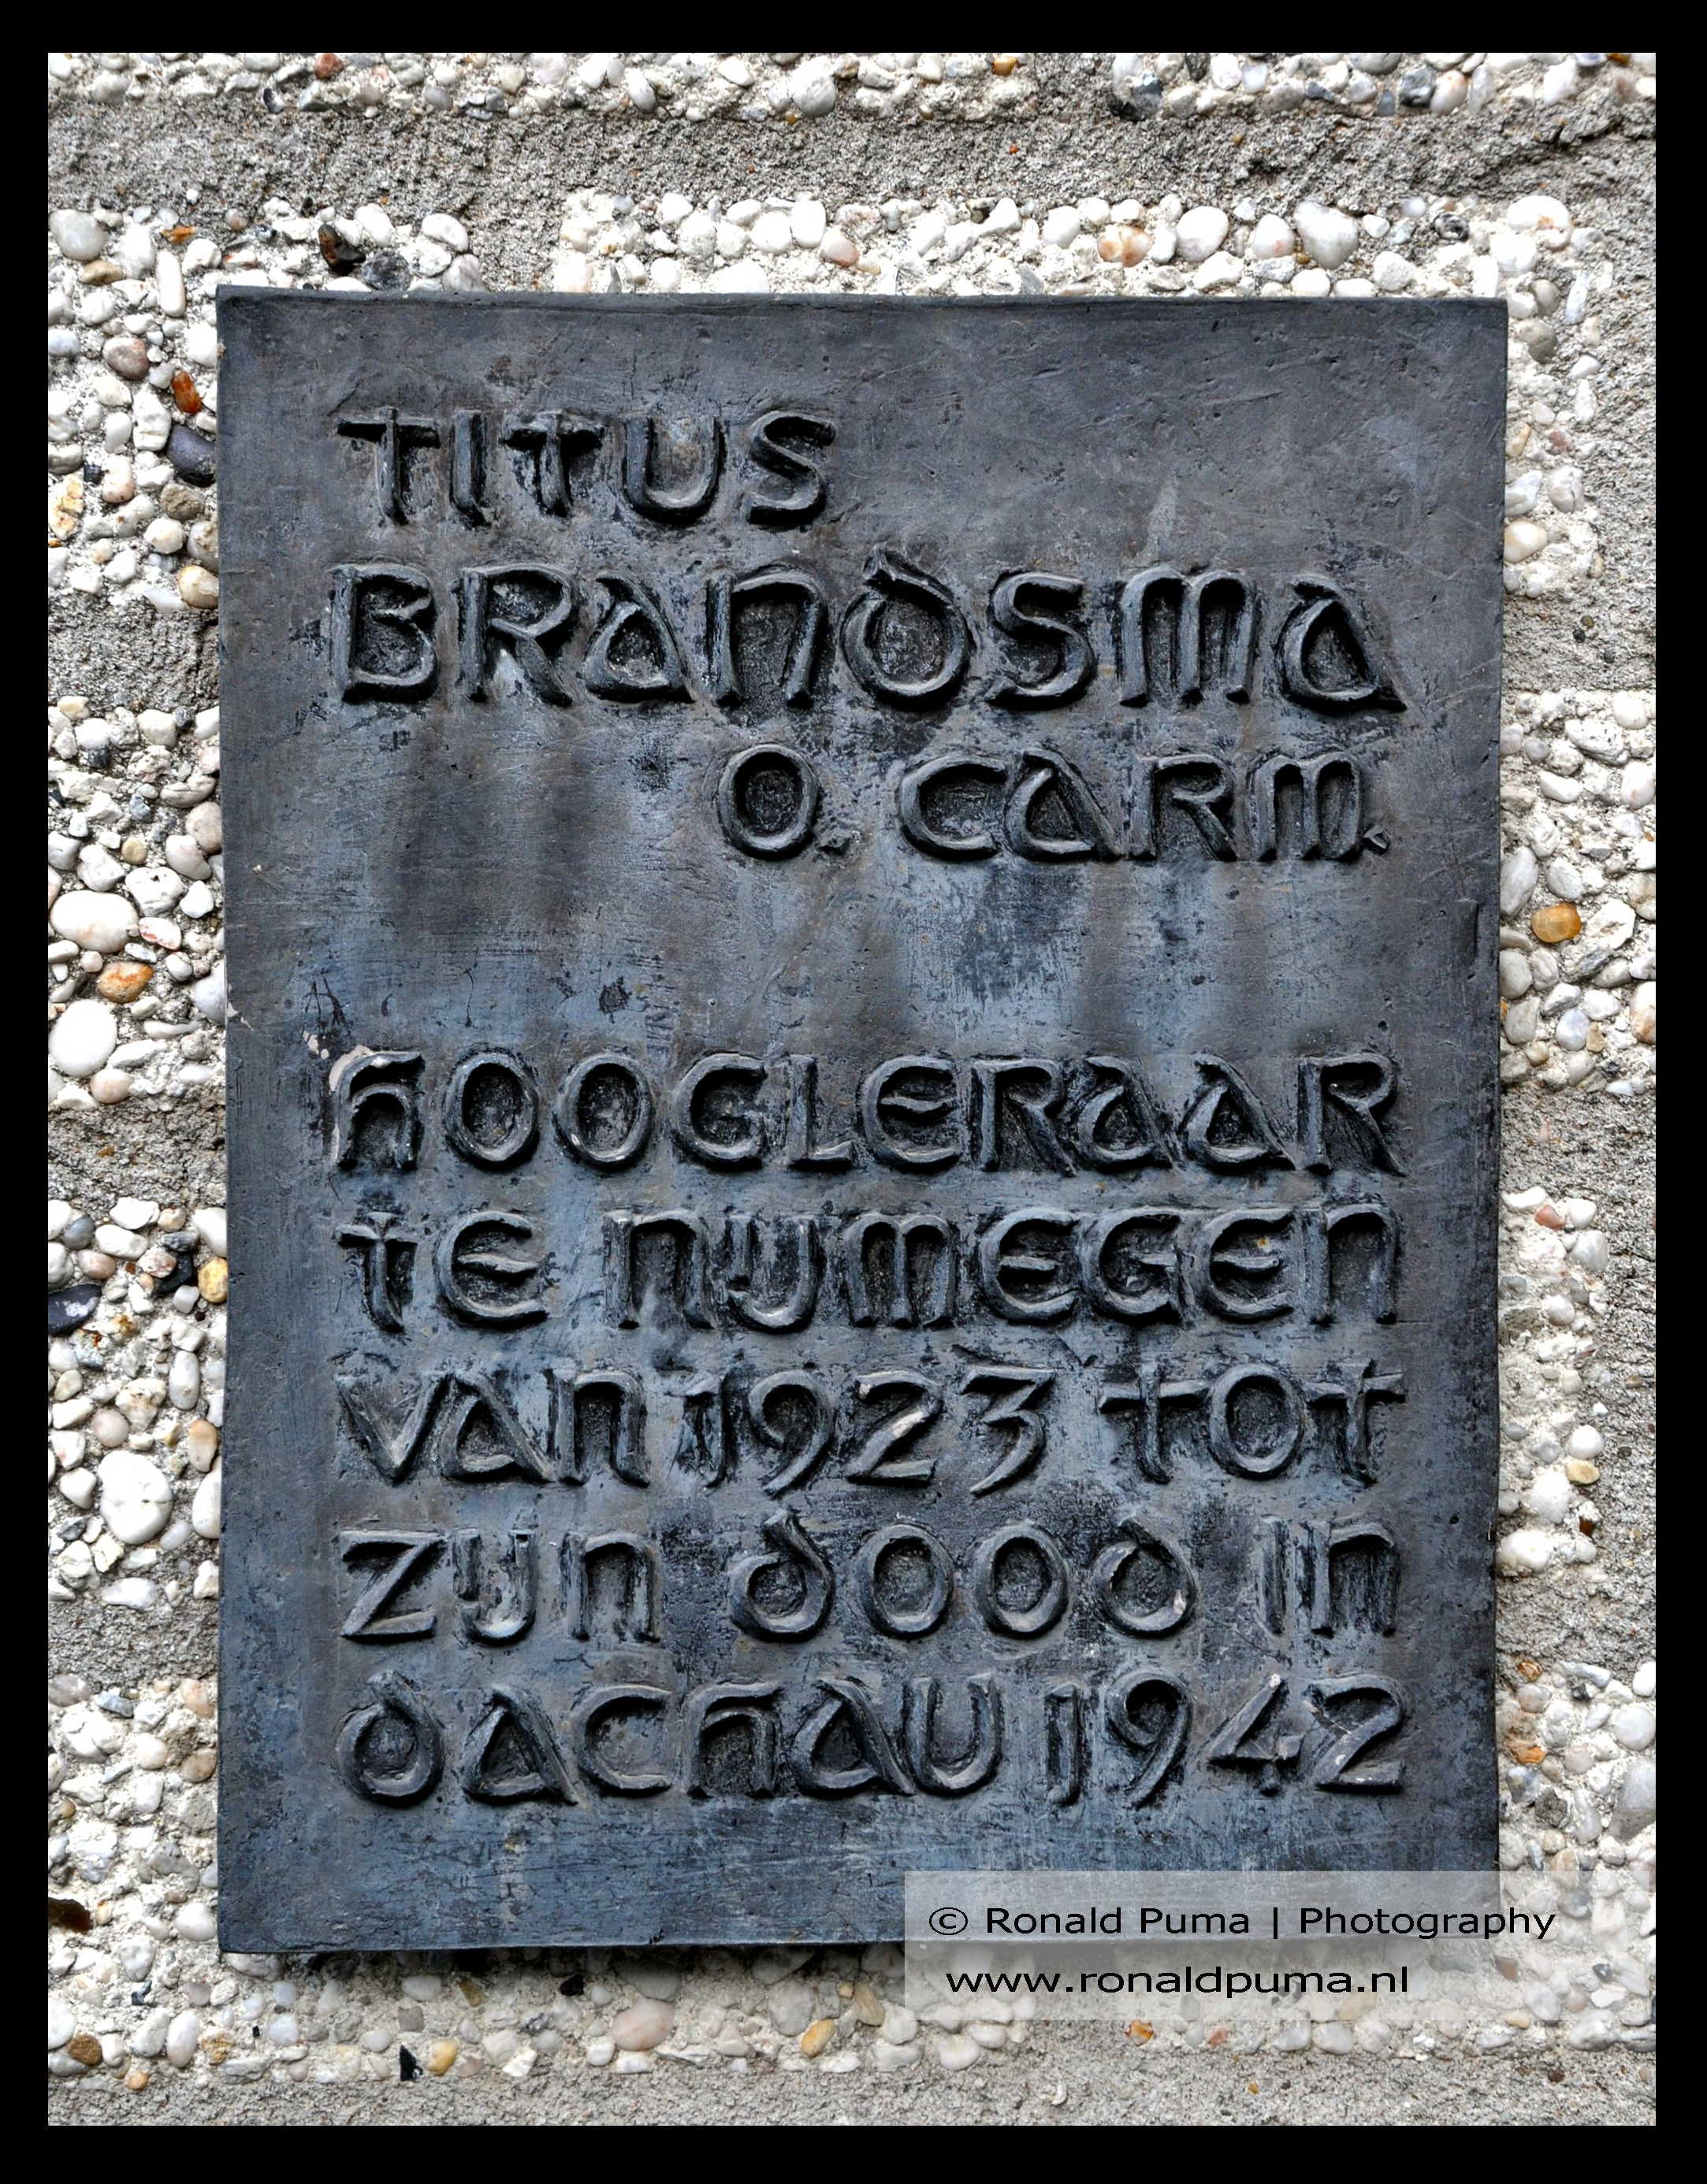 TITUS
BRANDSMA
O. CARM.
HOOGLERAAR
TE NIJMEGEN
VAN 1923 TOT
ZIJN DOOD IN
DACHAU 1942
© Ronald Puma | Photography
www.ronaldpuma.nl